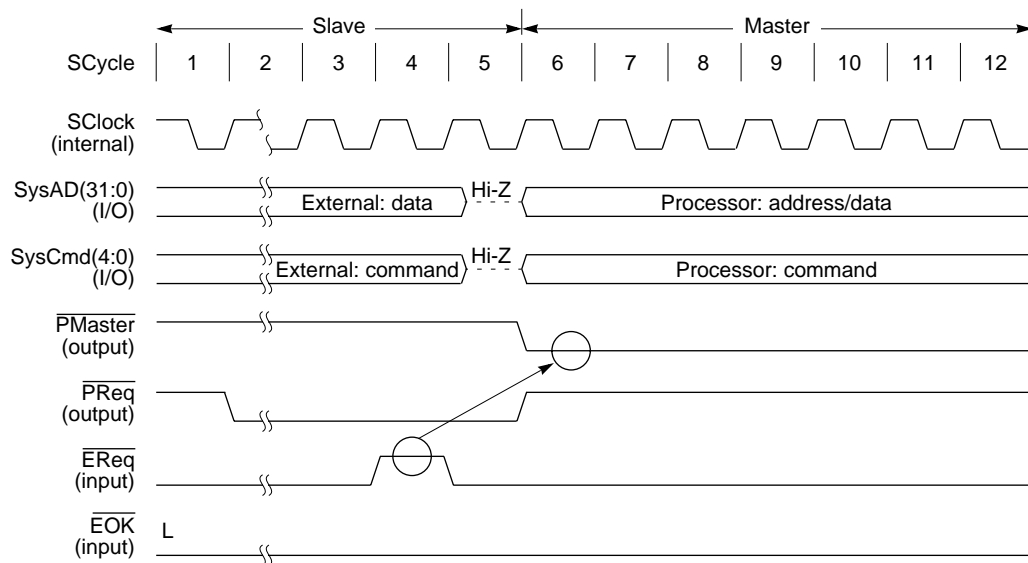 Slave Master
SCycle 1 2 3 4 5 6 7 8 9 10 11 12
SClock
(internal)
SysAD(31:0)
(I/O)
External: data
Hi-Z
Processor: address/data
SysCmd(4:0)
(I/O)
External: command
Hi-Z
Processor: command
PMaster
(output)
PReq
(output)
EReq
(input)
EOK
(input)
L